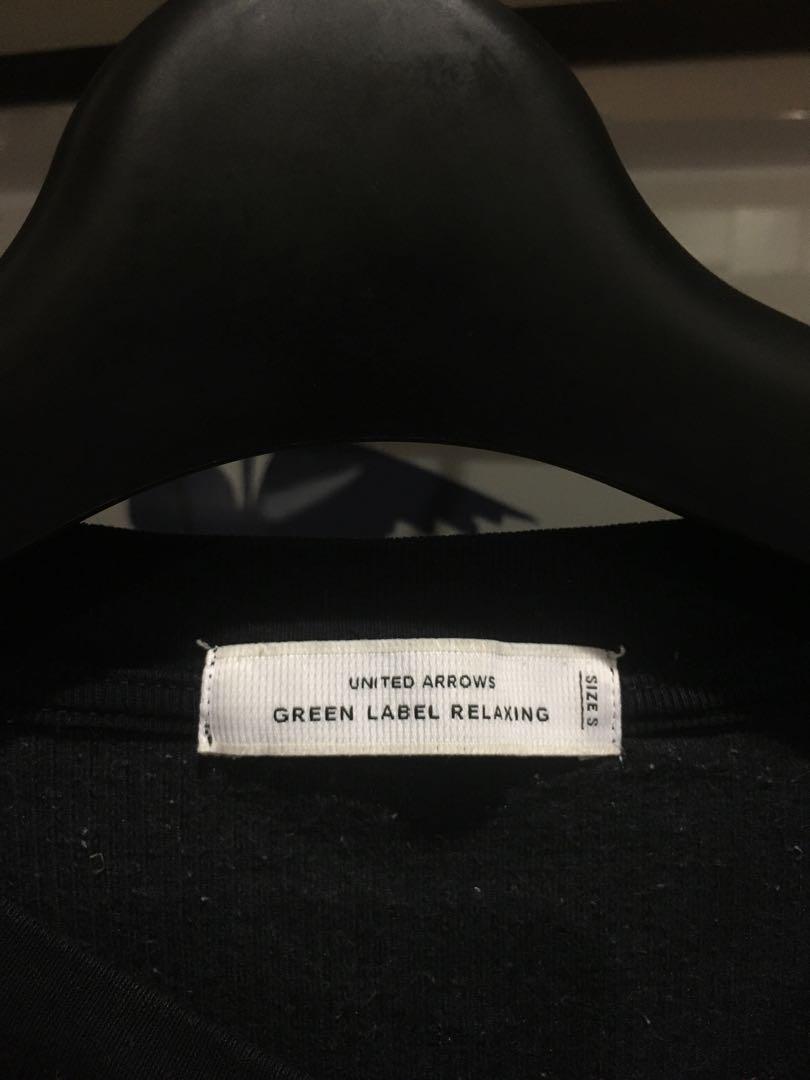 UNITED ARROWS
GREEN LABEL RELAXING
SIZE S